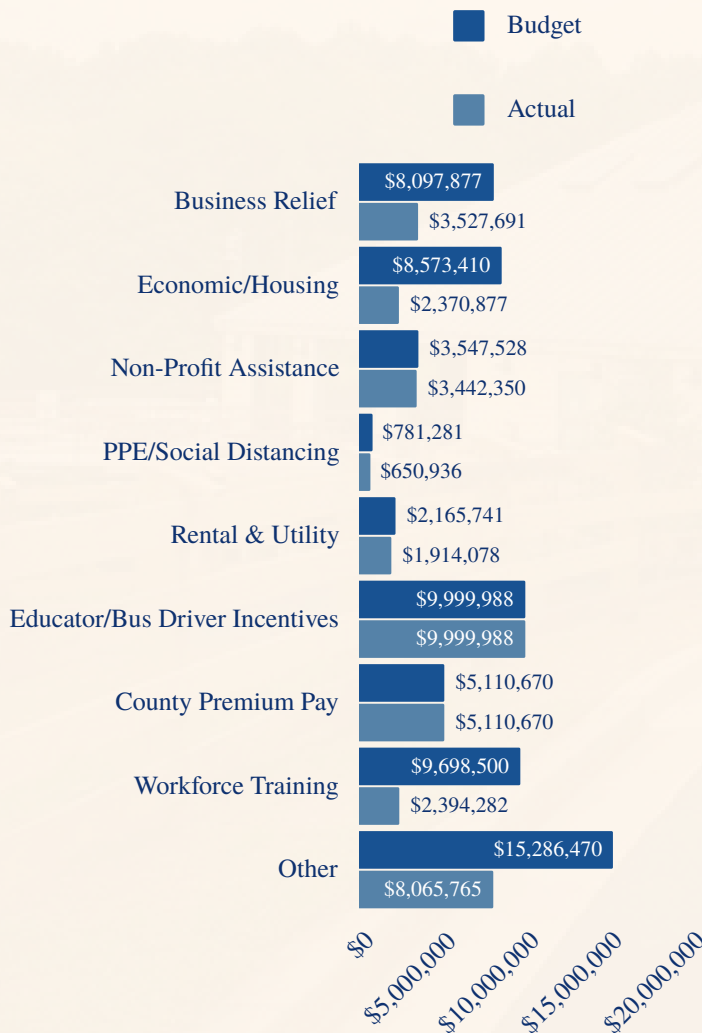 Budget
Actual
Business Relief
$8,097,877
$3,527,691
Economic/Housing
$8,573,410
$2,370,877
Non-Profit Assistance
$3,547,528
$3,442,350
PPE/Social Distancing
$781,281
$650,936
Rental & Utility
$2,165,741
$1,914,078
Educator/Bus Driver Incentives
$9,999,988
$9,999,988
County Premium Pay
$5,110,670
$5,110,670
Workforce Training
$9,698,500
$2,394,282
Other
$15,286,470
$8,065,765
$0
$5,000,000
$10,000,000
$15,000,000
$20,000,000